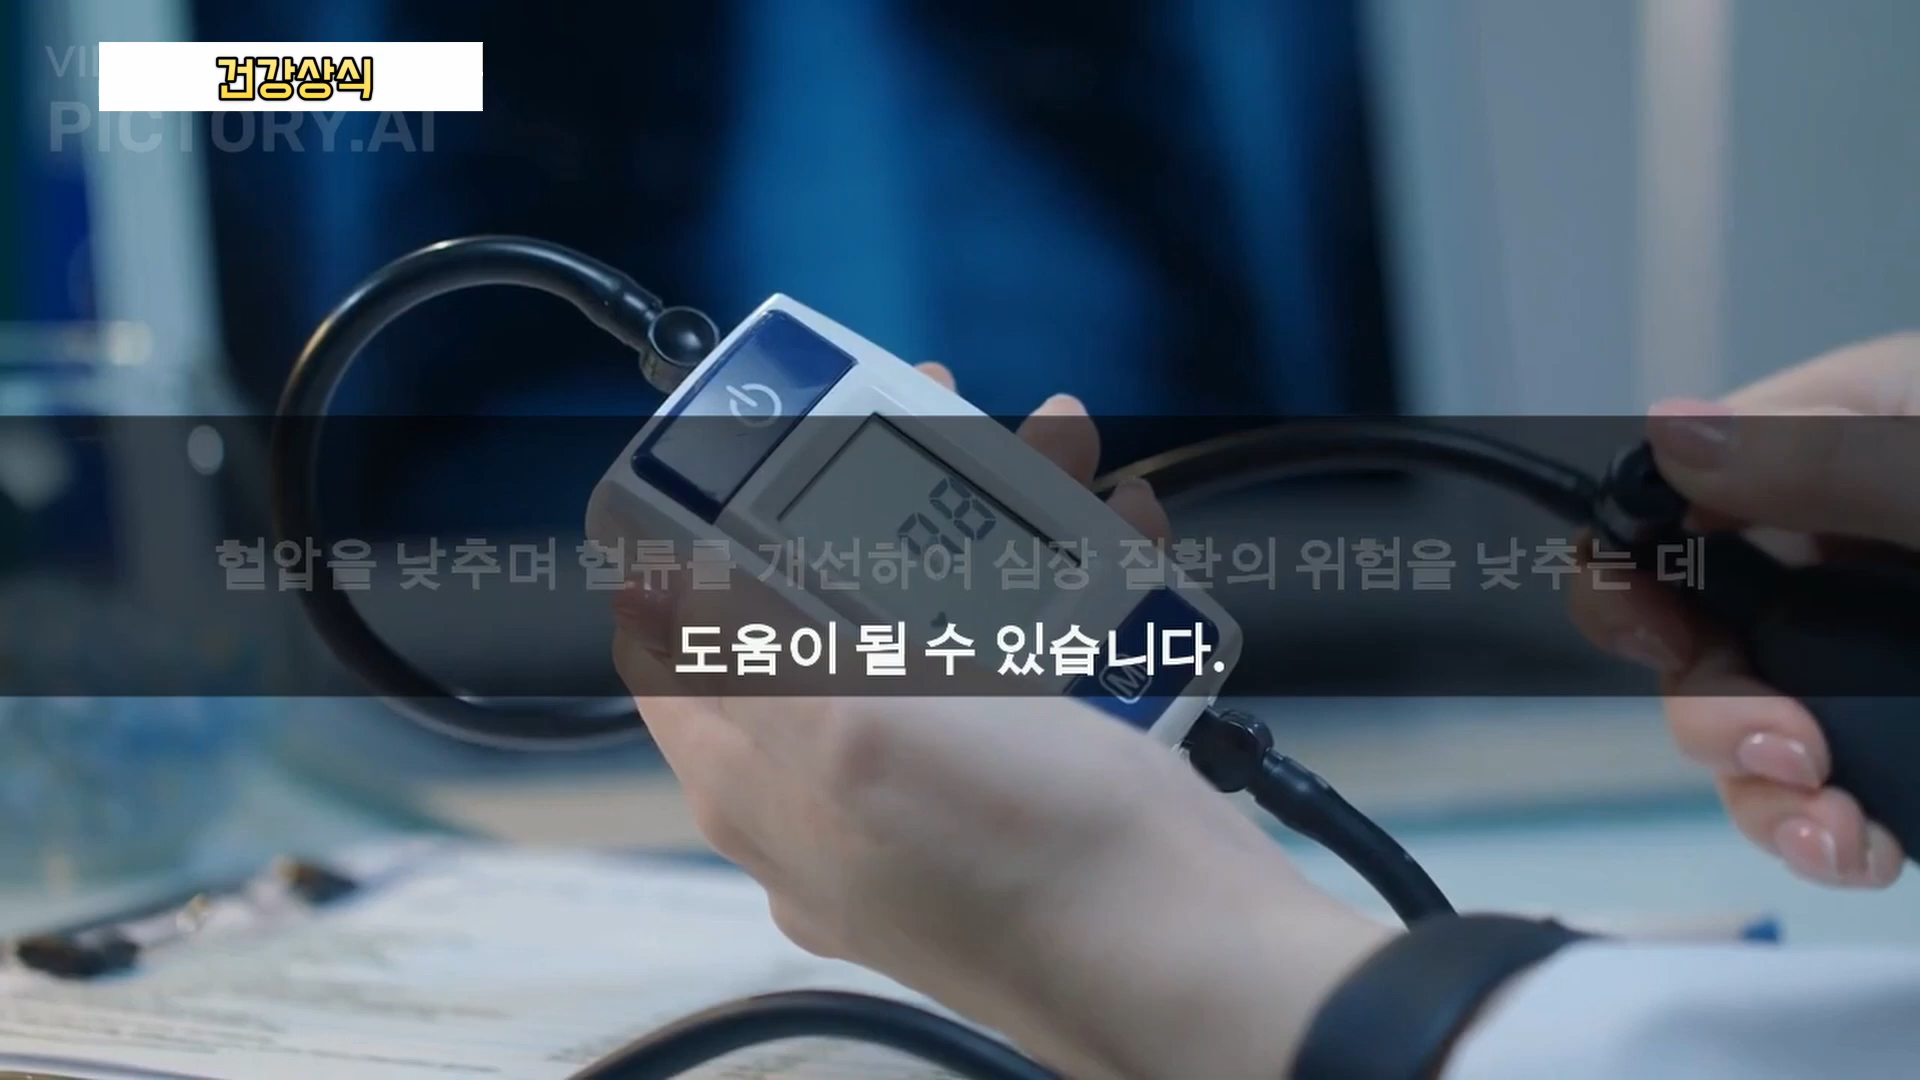 건강상식
PICTORY.AI
혈압을 낮추며 혈류를 개선하여 심장 질환의 위험을 낮추는 데
도움이 될 수 있습니다.
M